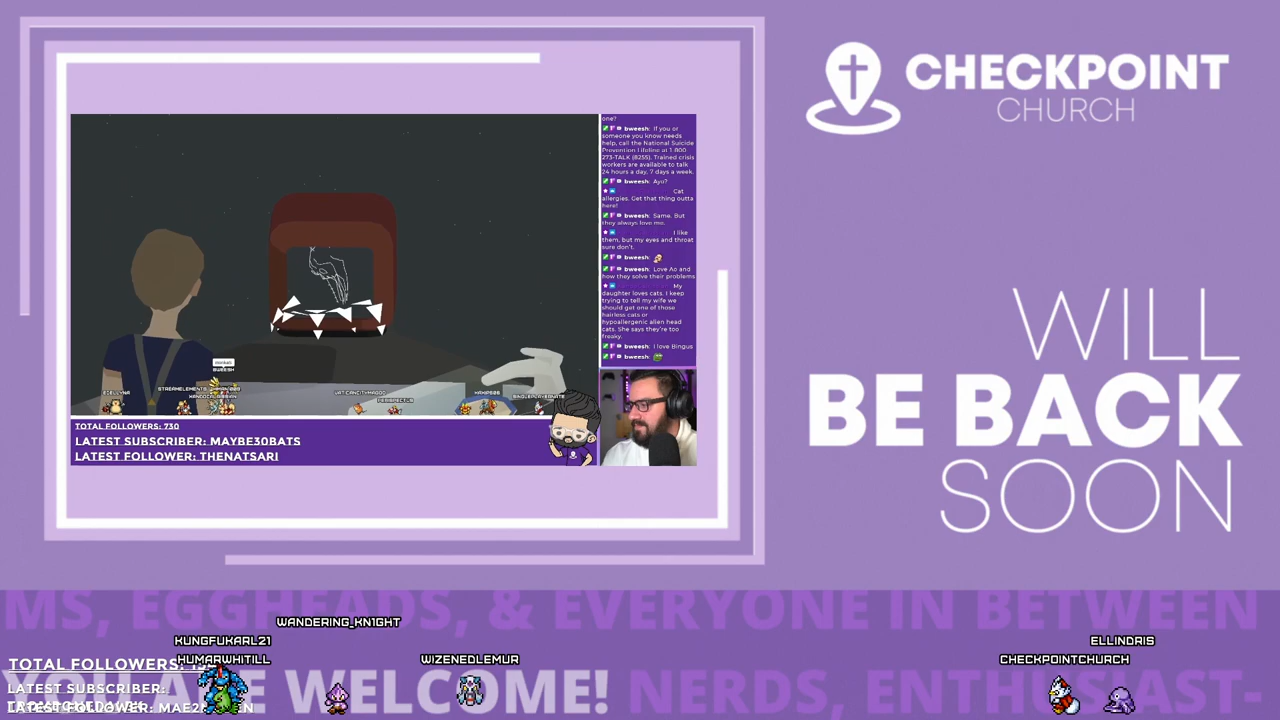 CHECKPOINT
CHURCH
WILL
BE BACK
SOON
one?
bweesh: If you or
someone you know needs
help, call the National Suicide
Prevention Lifeline at 1-800-
273-TALK (8255). Trained crisis
workers are available to talk
24 hours a day, 7 days a week.
bweesh: Ayo?
Cat
allergies. Get that thing outta
here!
bweesh: Same. But
they always love me.
I like
them, but my eyes and throat
sure don't.
bweesh:
bweesh: Love Ao and
how they solve their problems
My
daughter loves cats. I keep
trying to tell my wife we
should get one of those
hairless cats or
hypoallergenic alien head
cats. She says they're too
freaky.
bweesh: I love Bingus
bweesh:
BWEESH
STREAMELEMENTS
TOTAL FOLLOWERS: 730
LATEST SUBSCRIBER: MAYBE30BATS
LATEST FOLLOWER: THENATSARI
MS, EGGHEADS, & EVERYONE IN BETWEEN
WANDERING_KN1GHT
KUNGFUKARL21
HUMARWHITILL
WIZENEDLEMUR
ELLINDRIS
CHECKPOINTCHURCH
TOTAL FOLLOWERS:
YOU ARE WELCOME! NERDS, ENTHUSIAST-
LATEST SUBSCRIBER:
LATEST FOLLOWER: